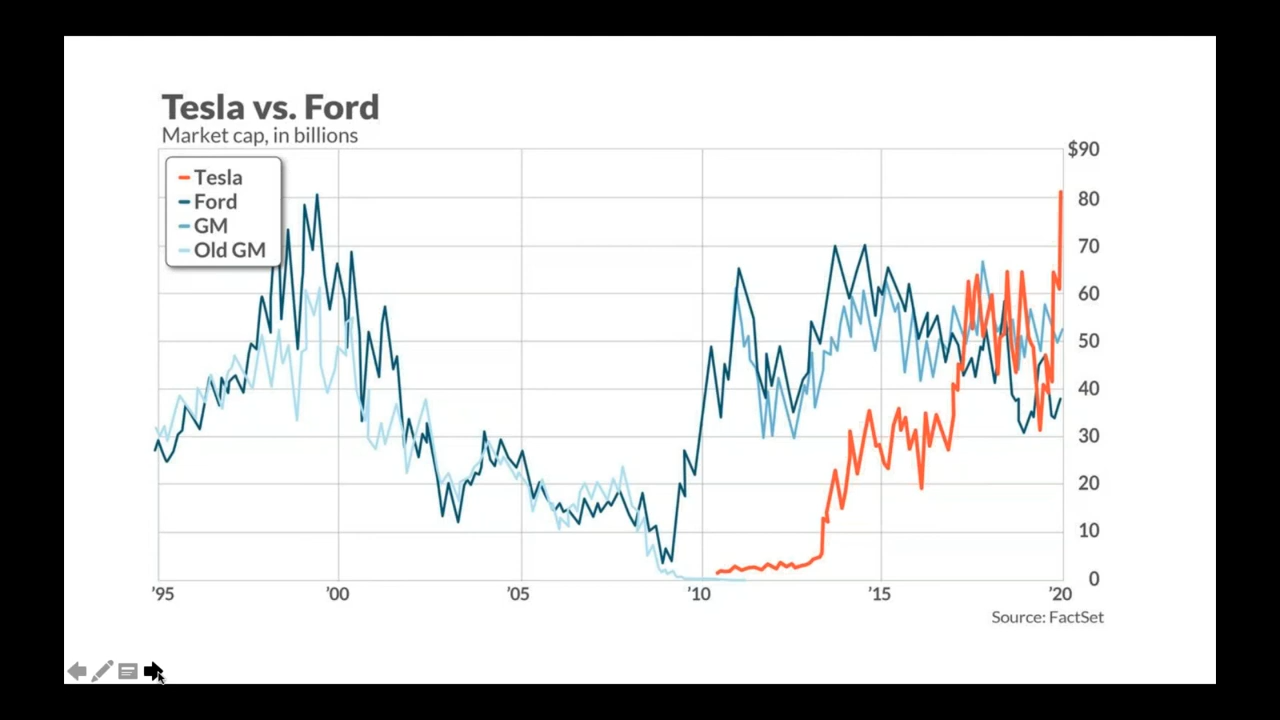 Tesla vs. Ford
Market cap, in billions
Tesla
Ford
GM
Old GM
$90
80
70
60
50
40
30
20
10
0
’95
’00
’05
’10
’15
’20
Source: FactSet